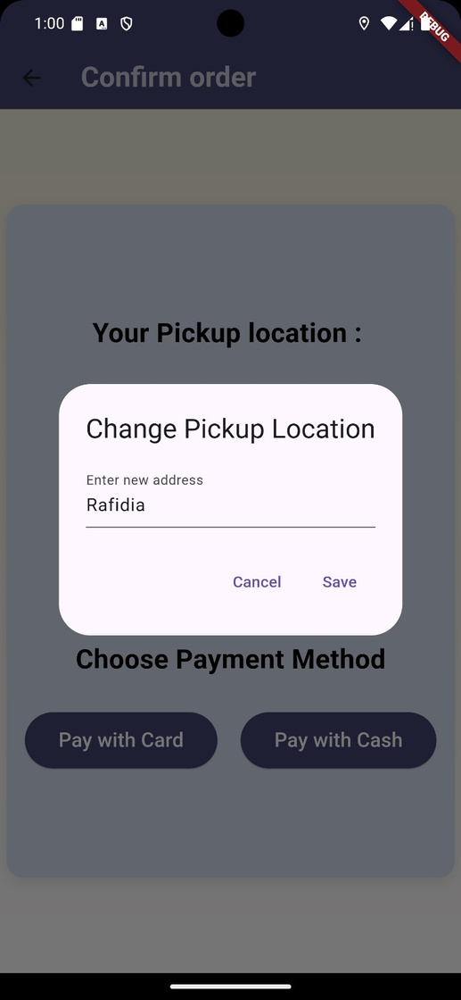 1:00
DEBUG
Confirm order
Your Pickup location :
Change Pickup Location
Enter new address
Rafidia
Cancel Save
Choose Payment Method
Pay with Card Pay with Cash